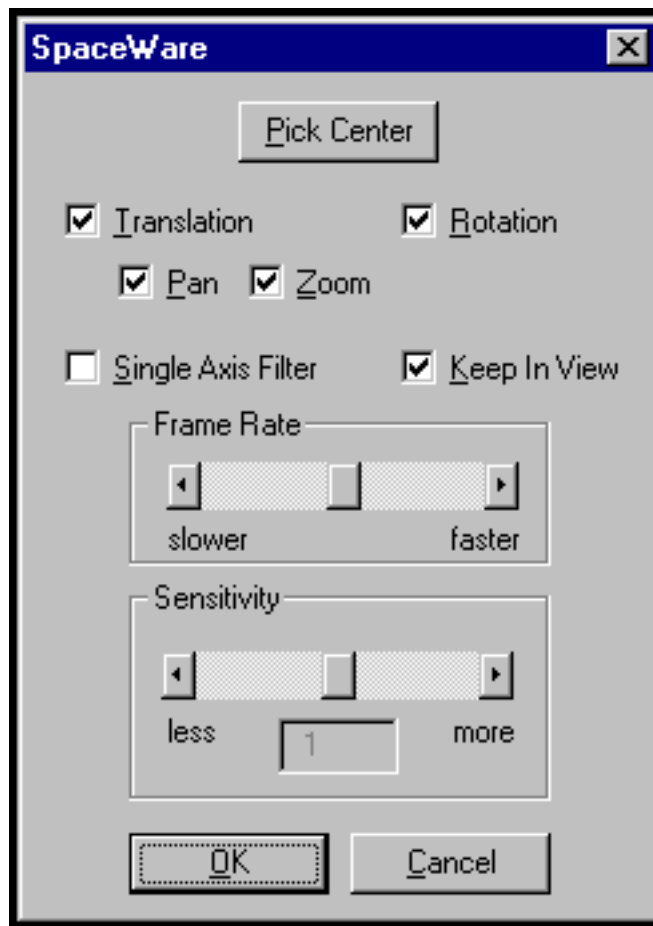 SpaceWare
Pick Center
Translation Rotation
Pan Zoom
Single Axis Filter Keep In View
Frame Rate
slower faster
Sensitivity
less 1 more
OK Cancel